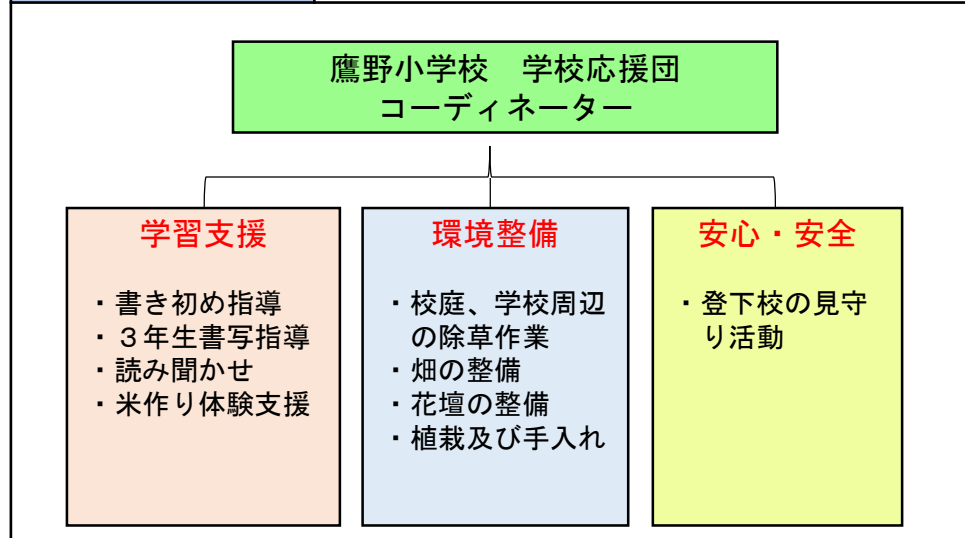 鷹野小学校　学校応援団
コーディネーター
学習支援
・書き初め指導
・３年生書写指導
・読み聞かせ
・米作り体験支援
環境整備
・校庭、学校周辺
の除草作業
・畑の整備
・花壇の整備
・植栽及び手入れ
安心・安全
・登下校の見守
り活動